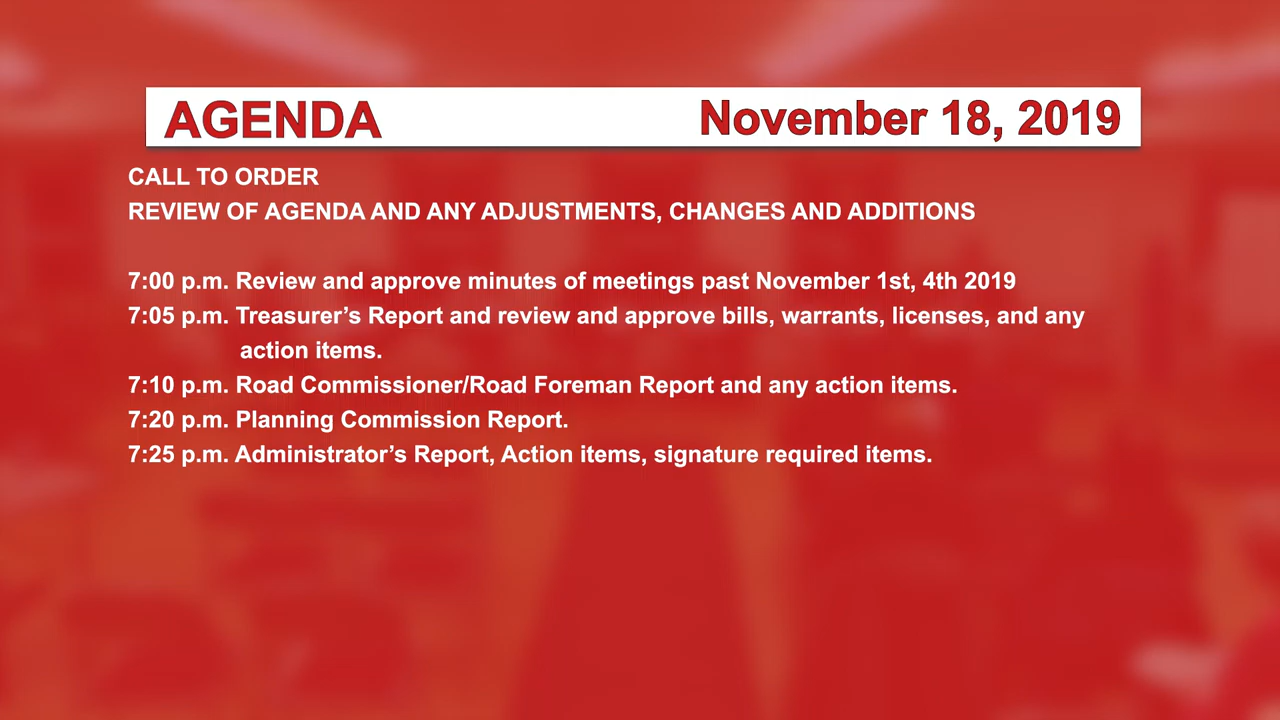 AGENDA November 18, 2019
CALL TO ORDER
REVIEW OF AGENDA AND ANY ADJUSTMENTS, CHANGES AND ADDITIONS
7:00 p.m. Review and approve minutes of meetings past November 1st, 4th 2019
7:05 p.m. Treasurer’s Report and review and approve bills, warrants, licenses, and any
action items.
7:10 p.m. Road Commissioner/Road Foreman Report and any action items.
7:20 p.m. Planning Commission Report.
7:25 p.m. Administrator’s Report, Action items, signature required items.